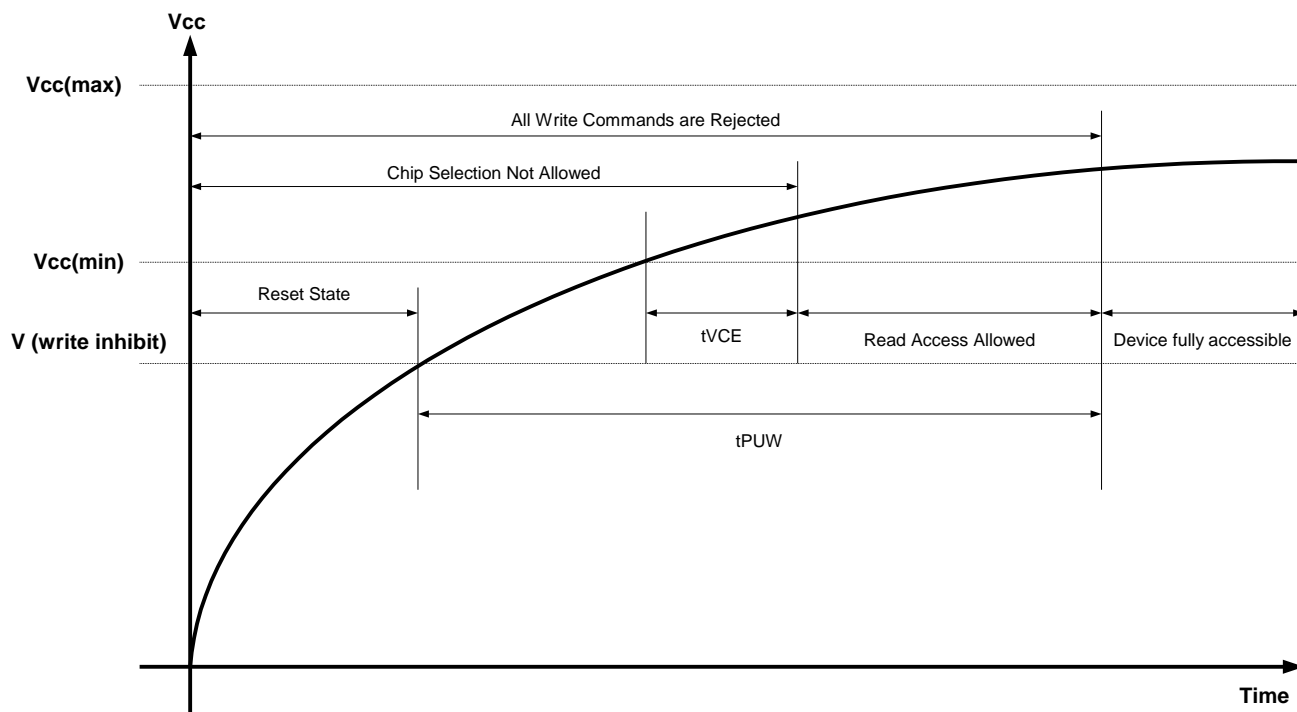 Vcc
Vcc(max)
All Write Commands are Rejected
Chip Selection Not Allowed
Vcc(min)
Reset State
V (write inhibit)
tVCE
Read Access Allowed
Device fully accessible
tPUW
Time